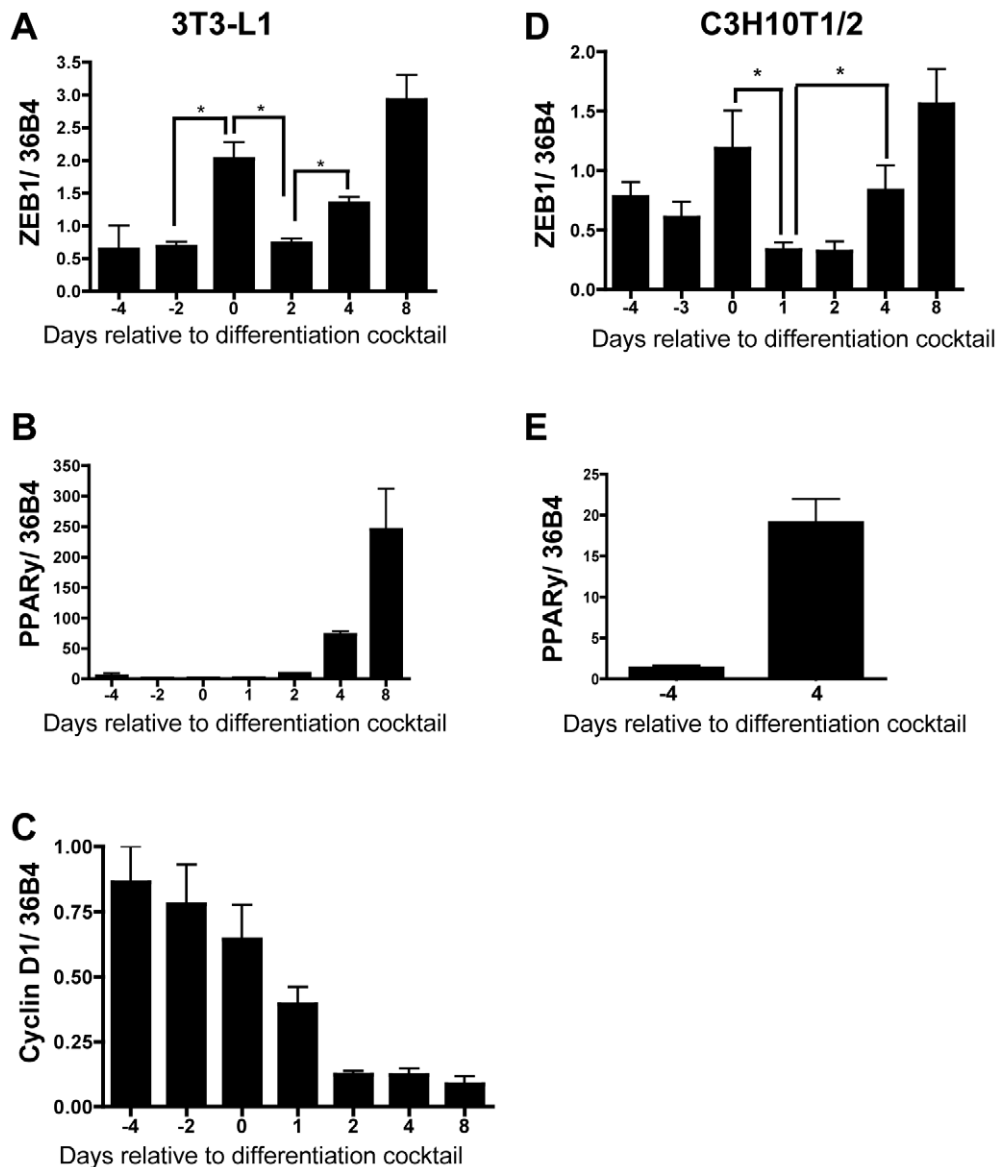 A
3T3-L1
ZEB1/ 36B4
3.5
3.0
2.5
2.0
1.5
1.0
0.5
0.0
* * *
-4 -2 0 2 4 8
Days relative to differentiation cocktail
D
C3H10T1/2
ZEB1/ 36B4
2.0
1.5
1.0
0.5
0.0
* *
-4 -3 0 1 2 4 8
Days relative to differentiation cocktail
B
PPARy/ 36B4
350
300
250
200
150
100
50
0
-4 -2 0 1 2 4 8
Days relative to differentiation cocktail
E
PPARy/ 36B4
25
20
15
10
5
0
-4 4
Days relative to differentiation cocktail
C
Cyclin D1/ 36B4
1.00
0.75
0.50
0.25
0.00
-4 -2 0 1 2 4 8
Days relative to differentiation cocktail